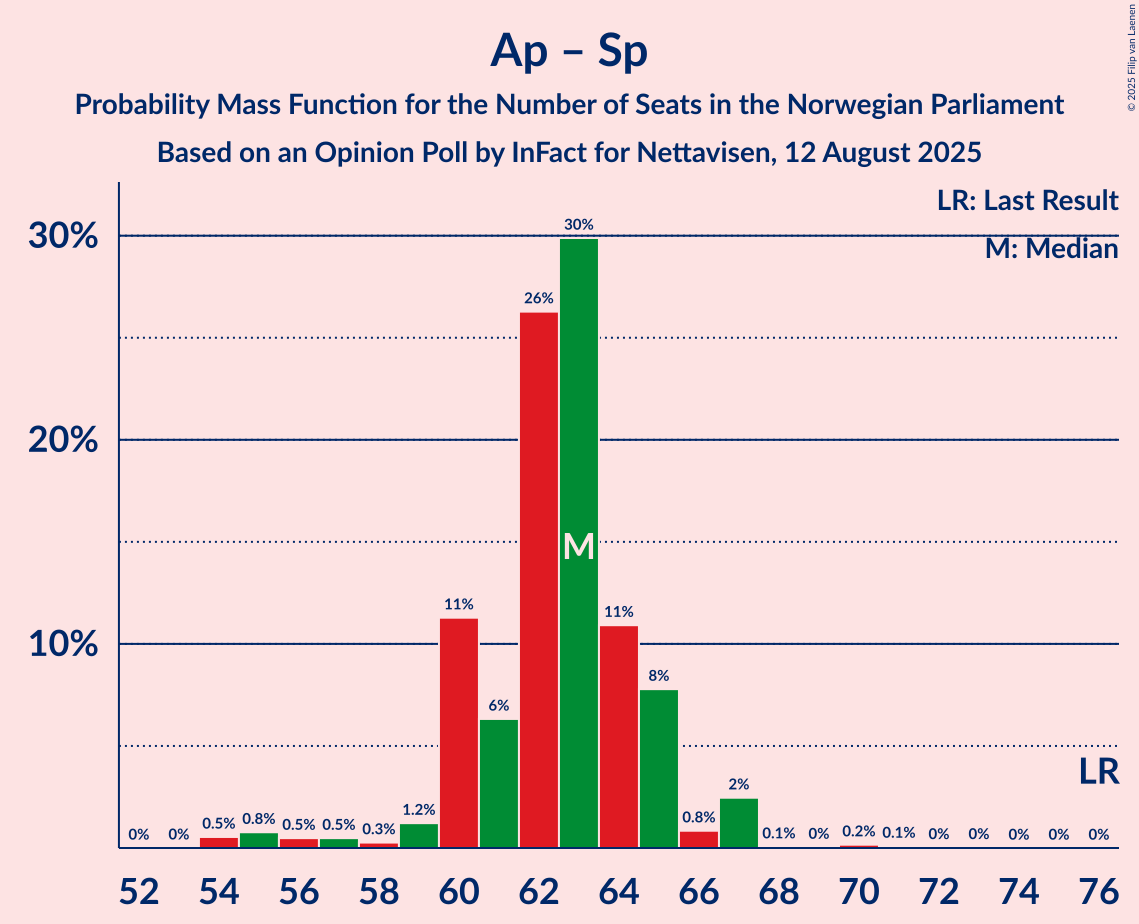 Ap – Sp
Probability Mass Function for the Number of Seats in the Norwegian Parliament
Based on an Opinion Poll by InFact for Nettavisen, 12 August 2025
© 2025 Filip van Laenen
LR: Last Result
M: Median
30%
20%
10%
0% 0% 0.5% 0.8% 0.5% 0.5% 0.3% 1.2% 11% 6% 26% 30% 11% 8% 0.8% 2% 0.1% 0% 0.2% 0.1% 0% 0% 0% 0% 0%
M
LR
52 54 56 58 60 62 64 66 68 70 72 74 76